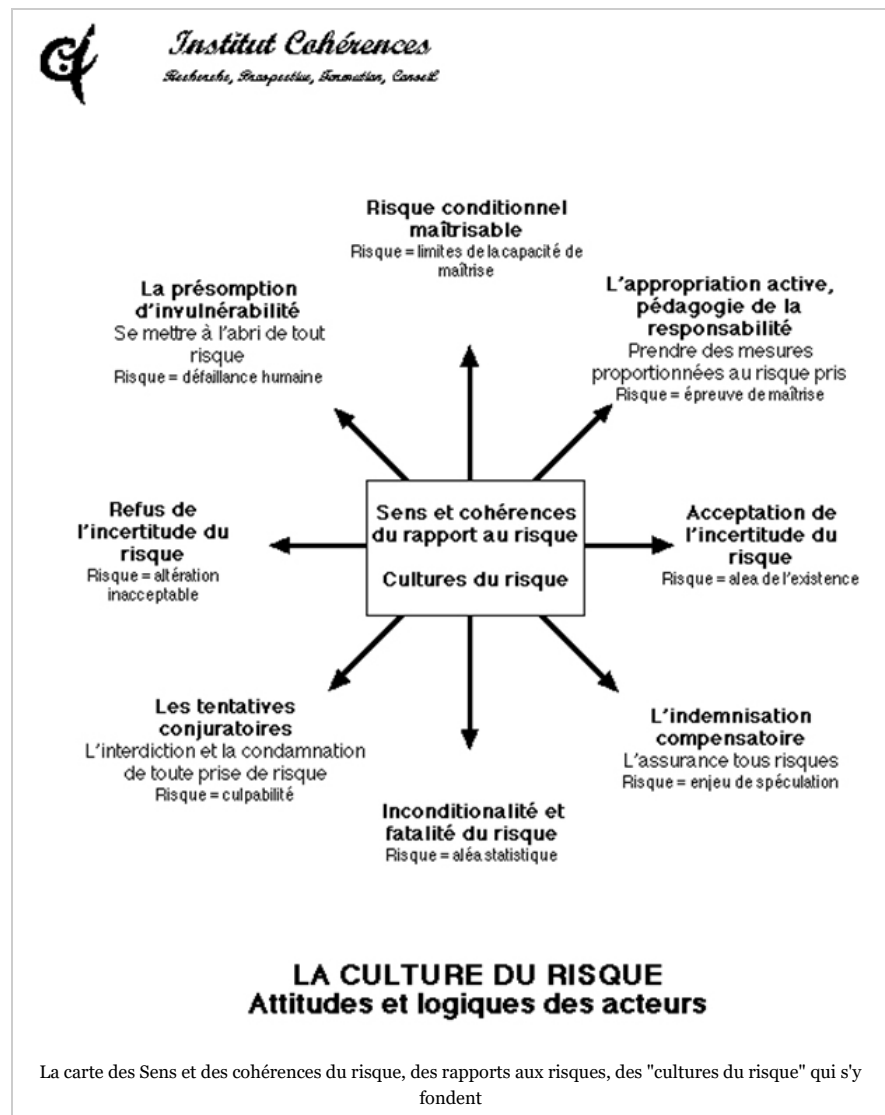 Institut Cohérences
Recherche, Prospective, Formation, Conseil
Risque conditionnel
maîtrisable
Risque = limites de la capacité de
maîtrise
La présomption
d'invulnérabilité
Se mettre à l'abri de tout
risque
Risque = défaillance humaine
L'appropriation active,
pédagogie de la
responsabilité
Prendre des mesures
proportionnées au risque pris
Risque = épreuve de maîtrise
Refus de
l'incertitude du
risque
Risque = altération
inacceptable
Sens et cohérences
du rapport au risque
Cultures du risque
Acceptation de
l'incertitude du
risque
Risque = alea de l'existence
Les tentatives
conjuratoires
L'interdiction et la condamnation
de toute prise de risque
Risque = culpabilité
Inconditionalité et
fatalité du risque
Risque = aléa statistique
L'indemnisation
compensatoire
L'assurance tous risques
Risque = enjeu de spéculation
LA CULTURE DU RISQUE
Attitudes et logiques des acteurs
La carte des Sens et des cohérences du risque, des rapports aux risques, des "cultures du risque" qui s'y
fondent